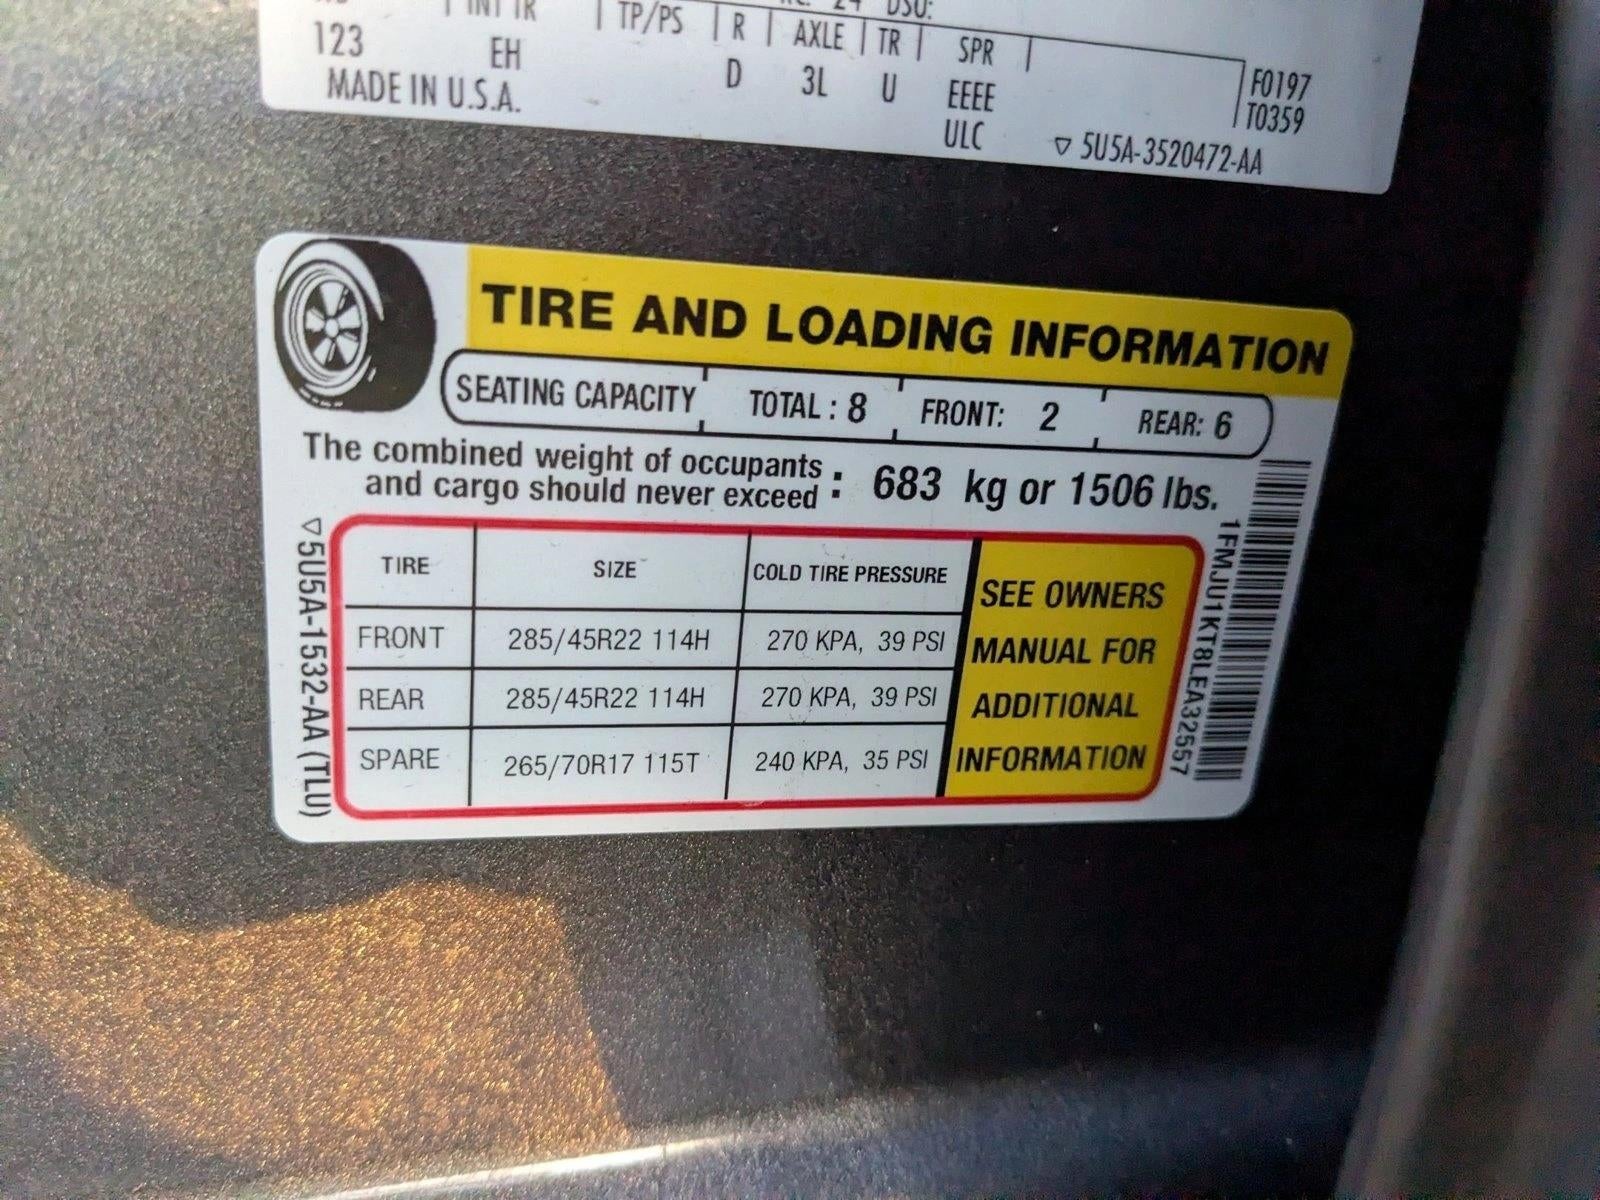 DSO:
INT TR | TP/PS | R | AXLE | TR | SPR
123 EH D 3L U EEEE F0197
MADE IN U.S.A. ULC T0359
▽ 5U5A-3520472-AA
TIRE AND LOADING INFORMATION
SEATING CAPACITY TOTAL : 8 FRONT: 2 REAR: 6
The combined weight of occupants
and cargo should never exceed : 683 kg or 1506 lbs.
TIRE SIZE COLD TIRE PRESSURE
FRONT 285/45R22 114H 270 KPA, 39 PSI
REAR 285/45R22 114H 270 KPA, 39 PSI
SPARE 265/70R17 115T 240 KPA, 35 PSI
SEE OWNERS
MANUAL FOR
ADDITIONAL
INFORMATION
▽5U5A-1532-AA (TLU)
1FMJU1KT8LEA32557